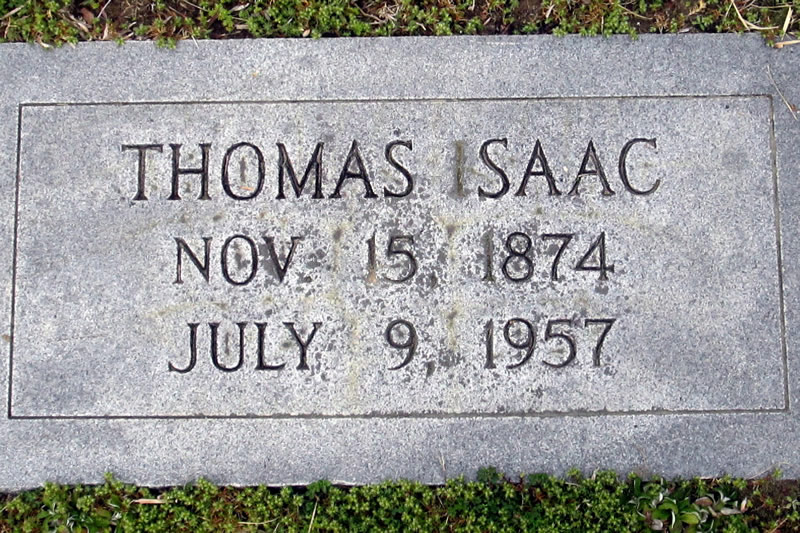 THOMAS ISAAC
NOV 15, 1874
JULY 9, 1957